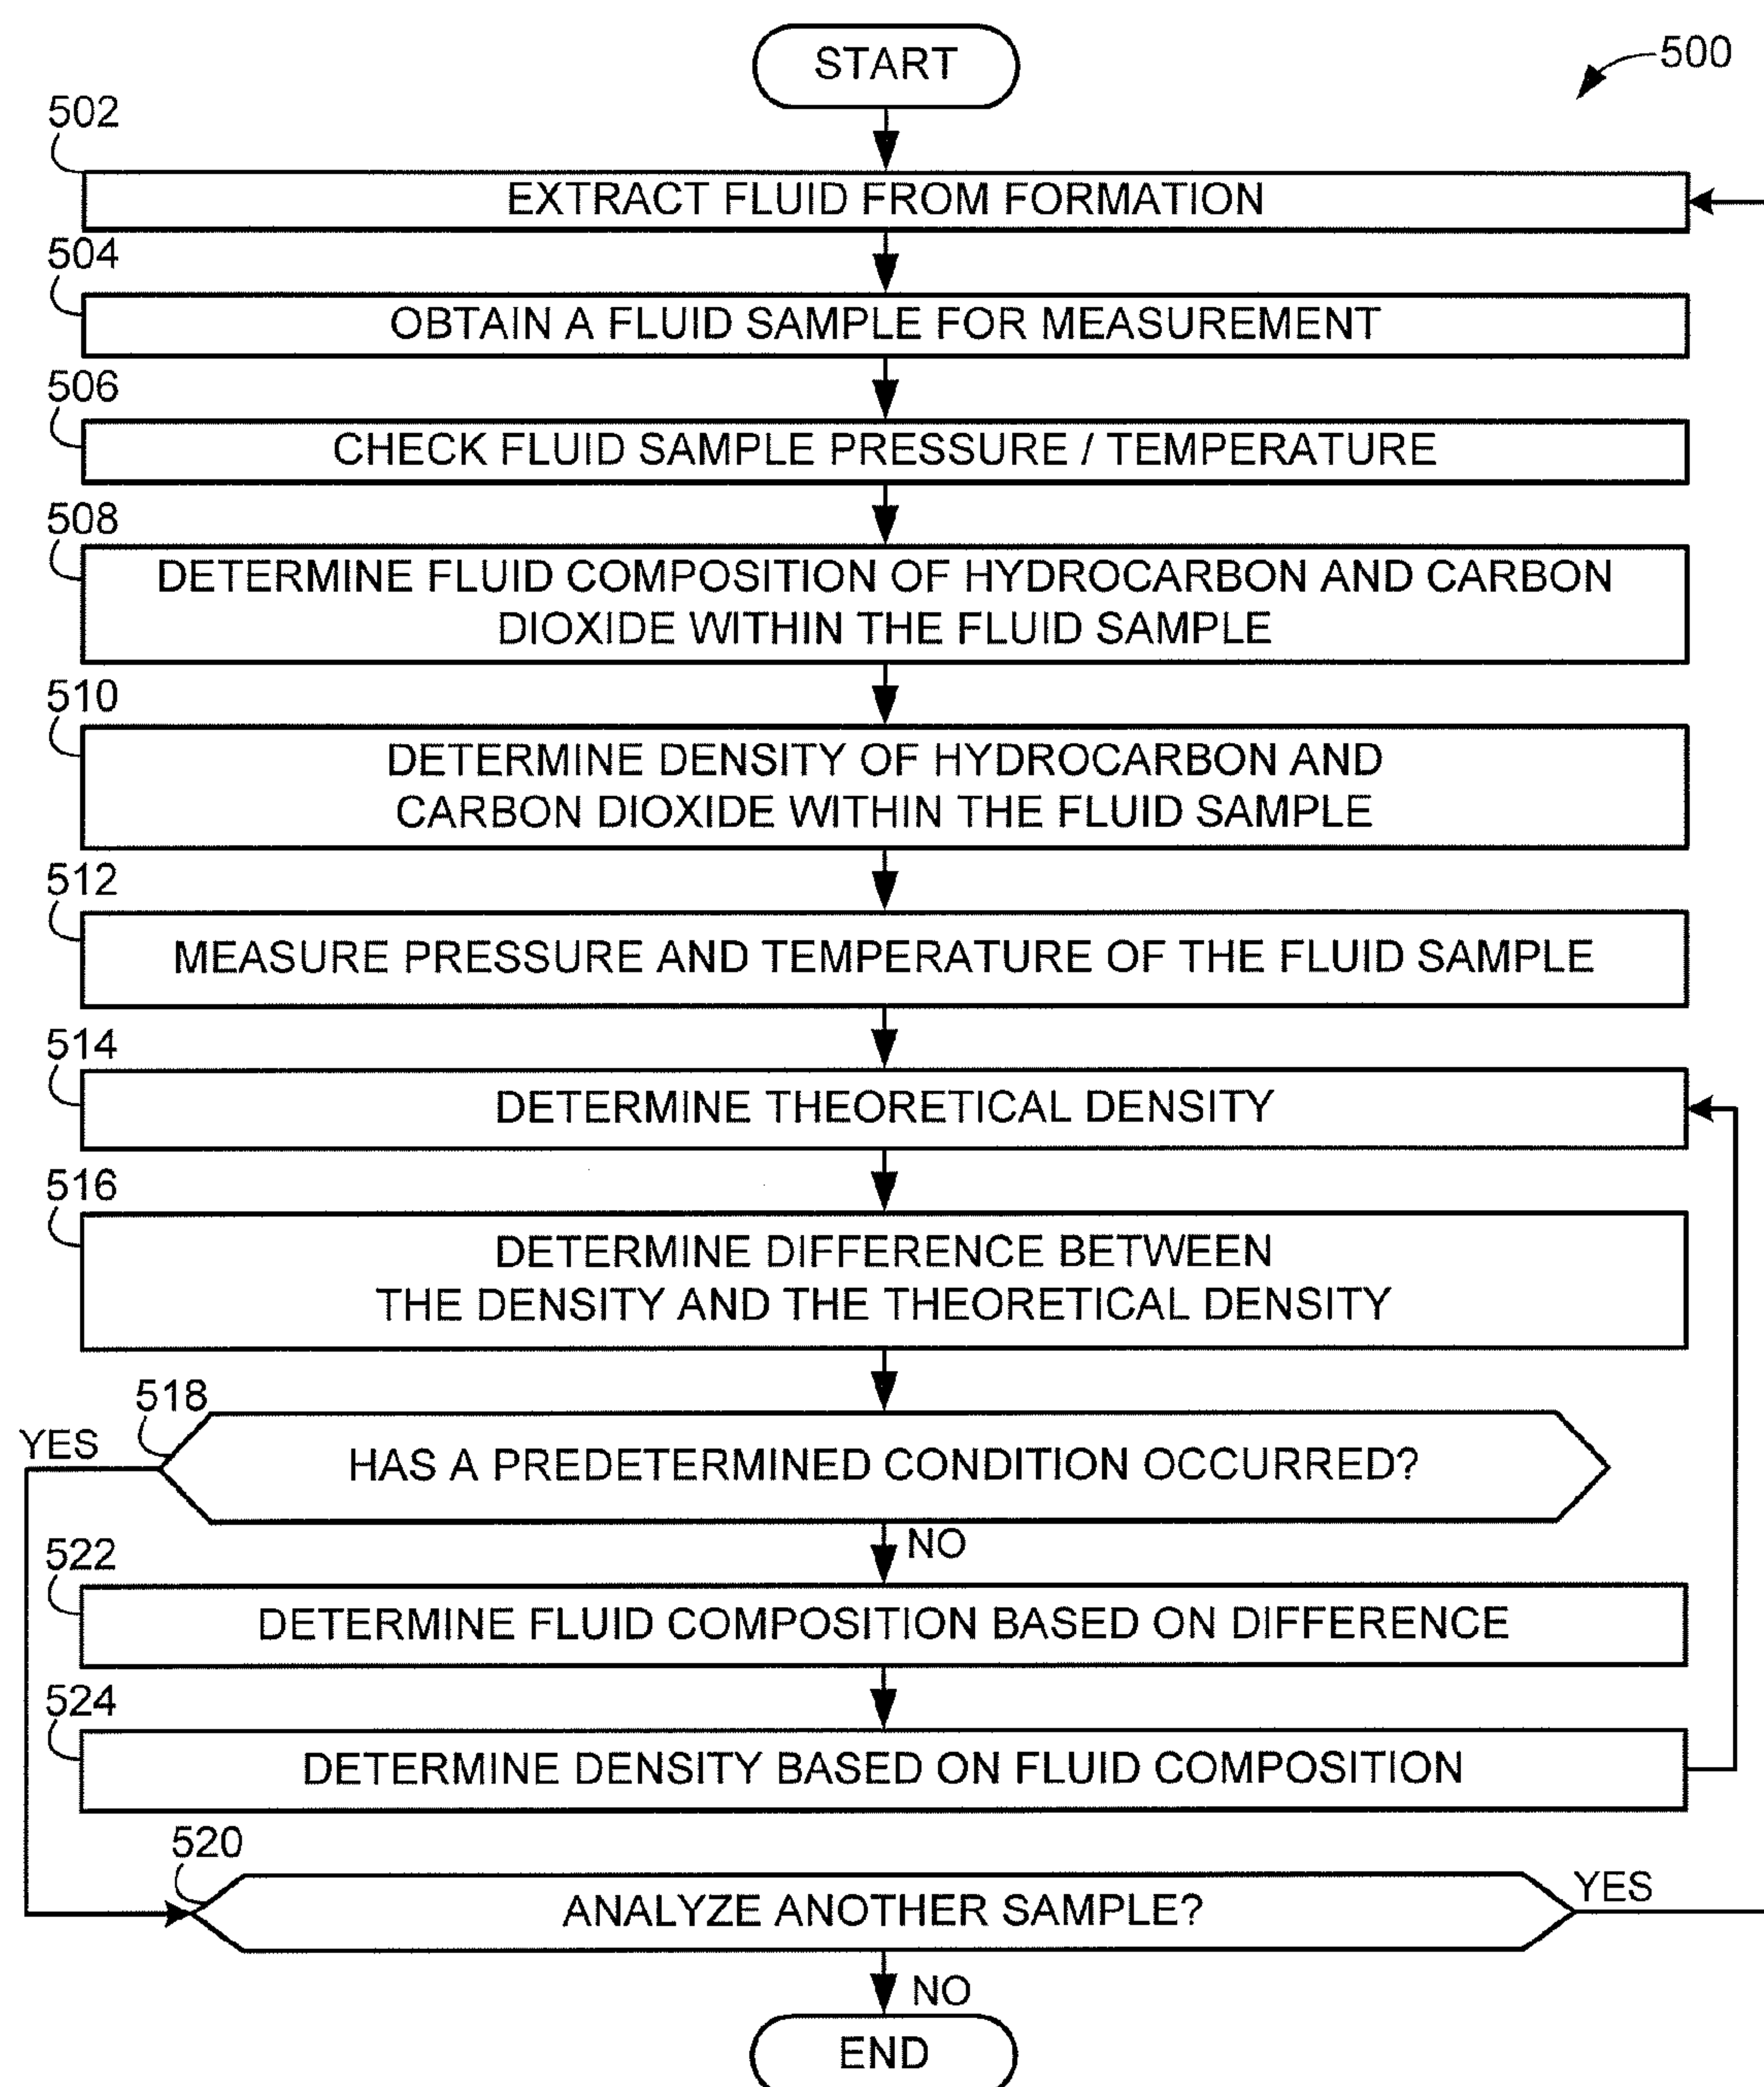 START
500
502
EXTRACT FLUID FROM FORMATION
504
OBTAIN A FLUID SAMPLE FOR MEASUREMENT
506
CHECK FLUID SAMPLE PRESSURE / TEMPERATURE
508
DETERMINE FLUID COMPOSITION OF HYDROCARBON AND CARBON
DIOXIDE WITHIN THE FLUID SAMPLE
510
DETERMINE DENSITY OF HYDROCARBON AND
CARBON DIOXIDE WITHIN THE FLUID SAMPLE
512
MEASURE PRESSURE AND TEMPERATURE OF THE FLUID SAMPLE
514
DETERMINE THEORETICAL DENSITY
516
DETERMINE DIFFERENCE BETWEEN
THE DENSITY AND THE THEORETICAL DENSITY
518
YES
HAS A PREDETERMINED CONDITION OCCURRED?
NO
522
DETERMINE FLUID COMPOSITION BASED ON DIFFERENCE
524
DETERMINE DENSITY BASED ON FLUID COMPOSITION
520
ANALYZE ANOTHER SAMPLE?
YES
NO
END